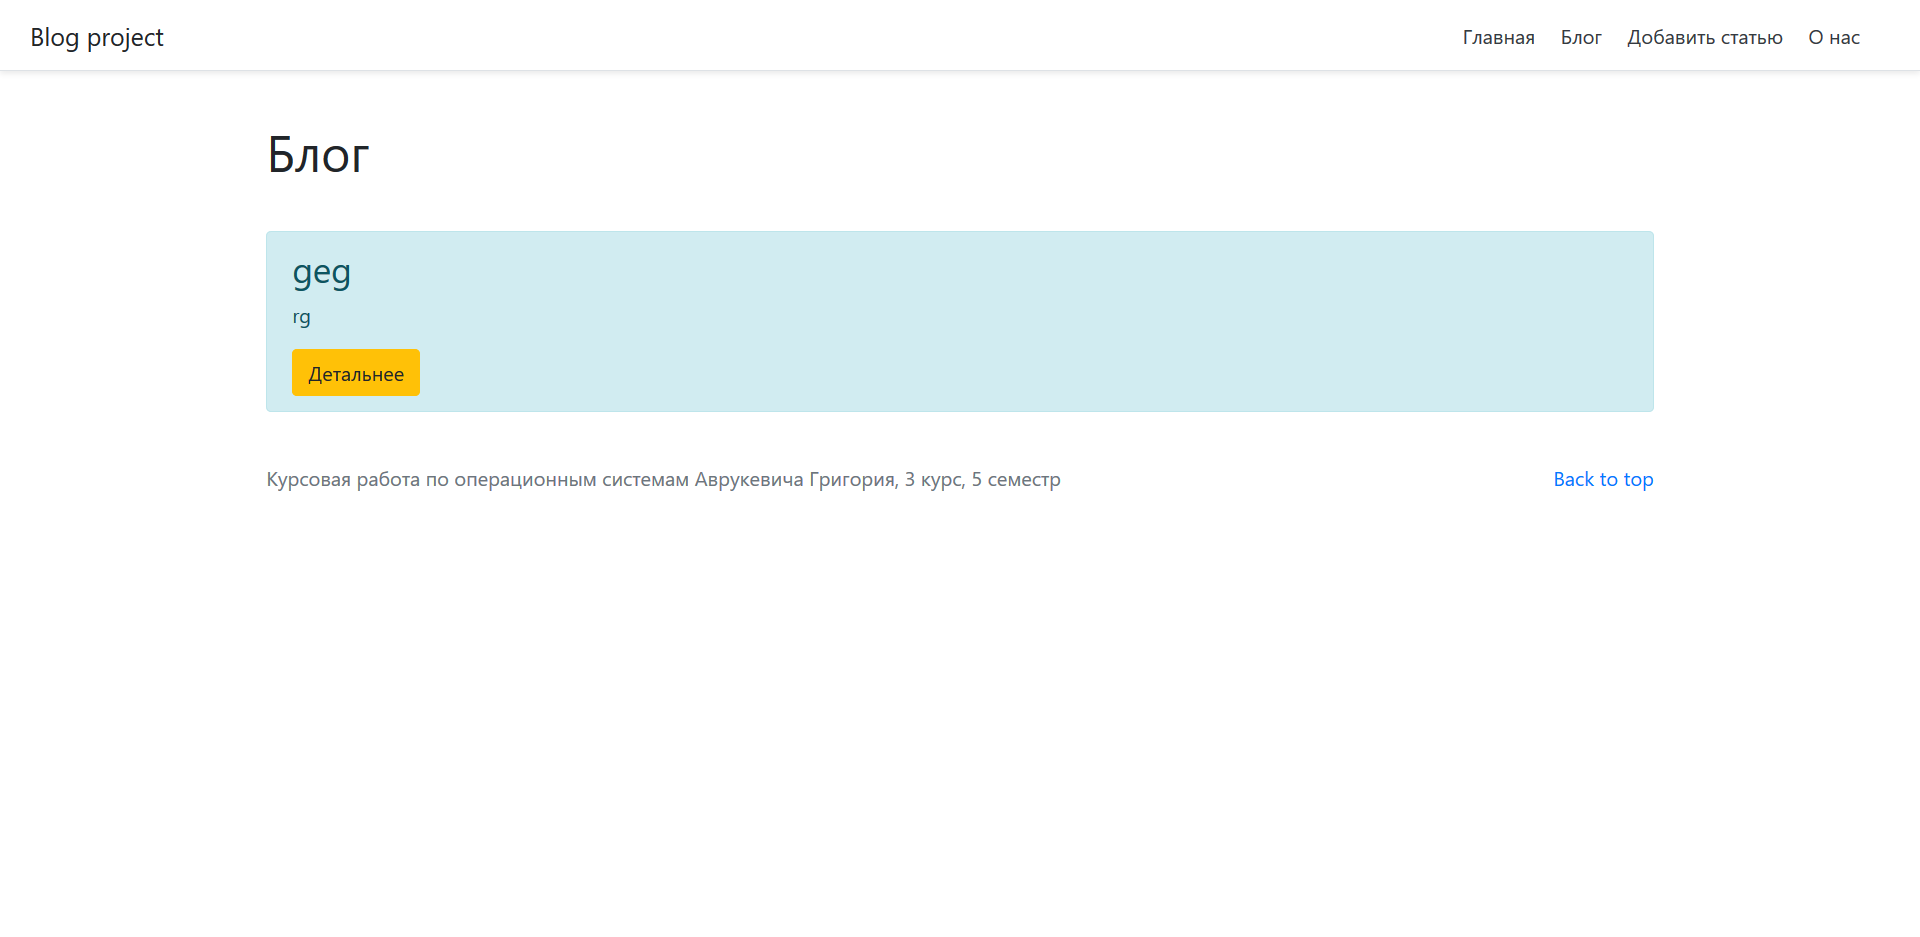 Blog project
Главная Блог Добавить статью О нас
Блог
geg
rg
Детальнее
Курсовая работа по операционным системам Аврукевича Григория, 3 курс, 5 семестр
Back to top